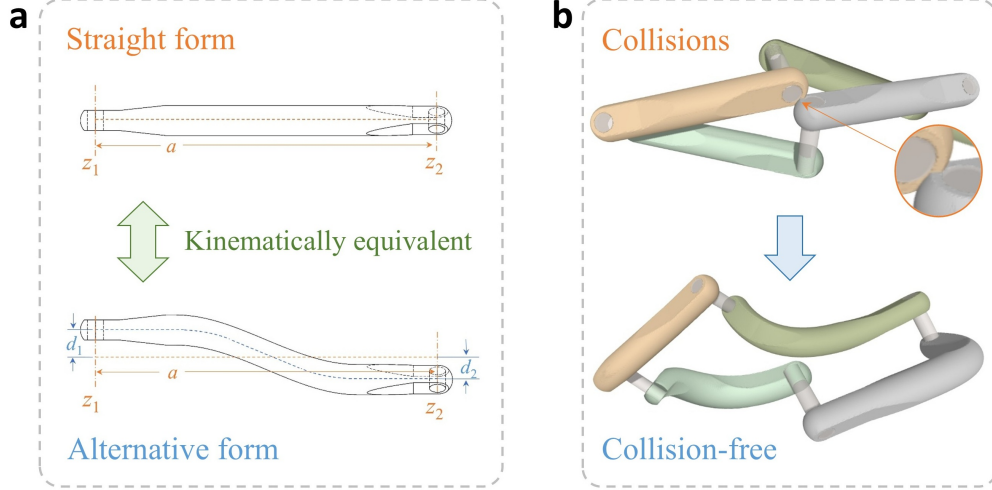 a
Straight form
a
z1
z2
Kinematically equivalent
d1
a
d2
z1
z2
Alternative form
b
Collisions
Collision-free